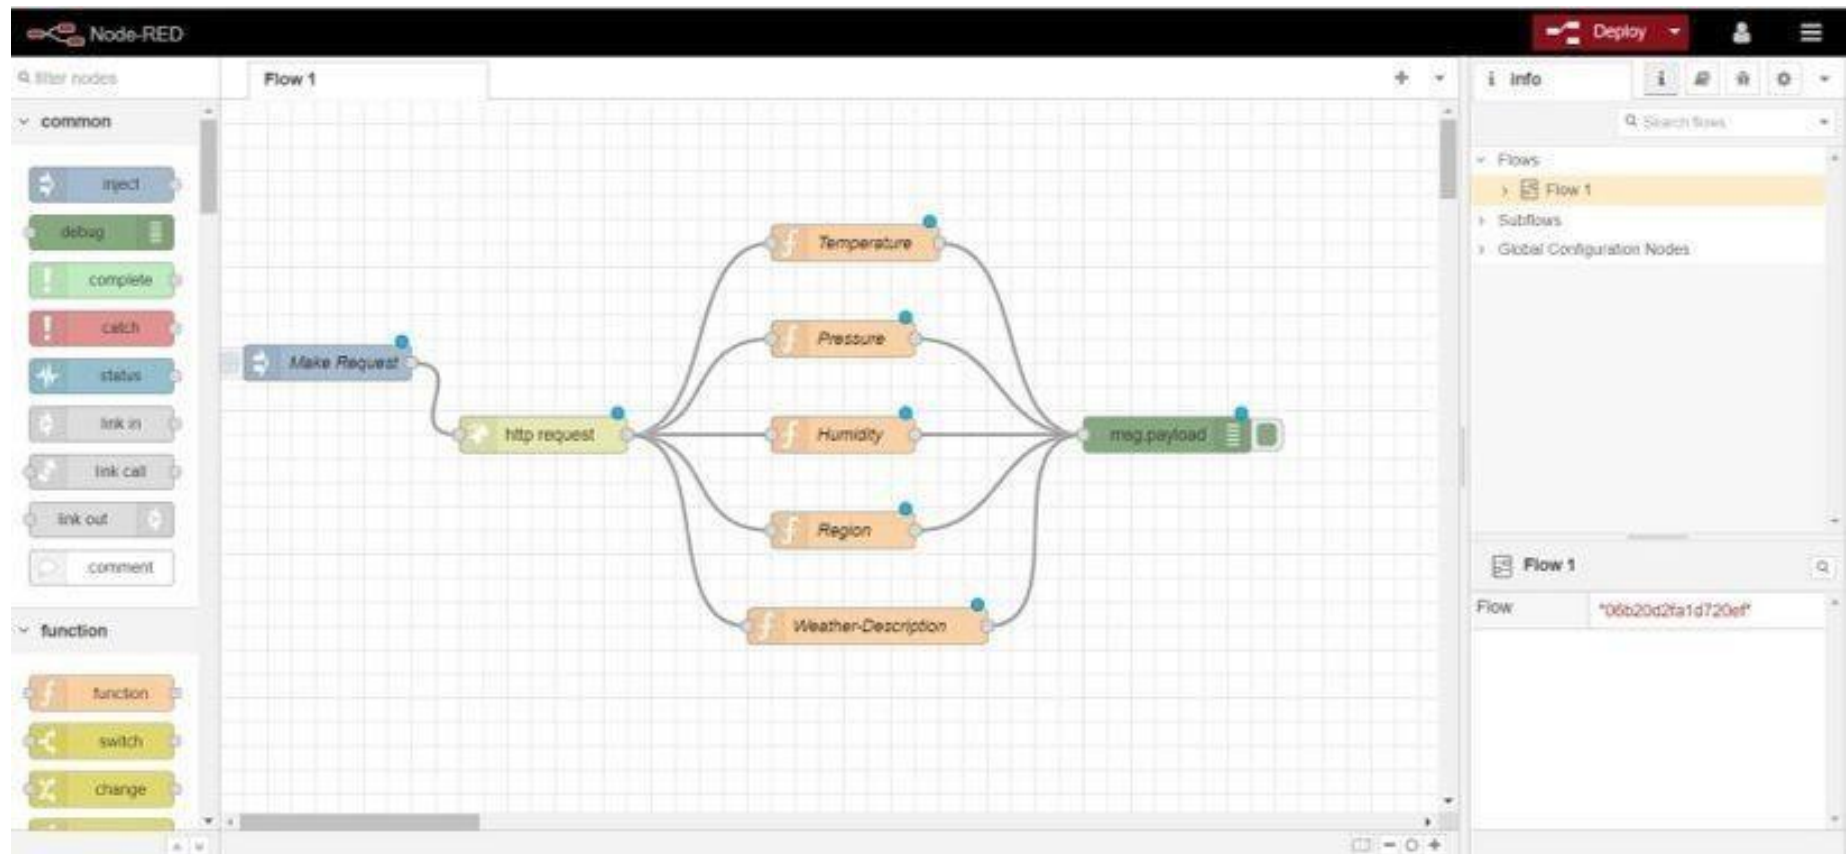 Node-RED
Deploy
filter nodes
Flow 1
i info
common
Search flows
inject
debug
complete
catch
status
link in
link call
link out
comment
function
function
switch
change
Make Request
http request
Temperature
Pressure
Humidity
Region
Weather-Description
msg.payload
Flows
Flow 1
Subflows
Global Configuration Nodes
Flow 1
Flow "06b20d2fa1d720ef"